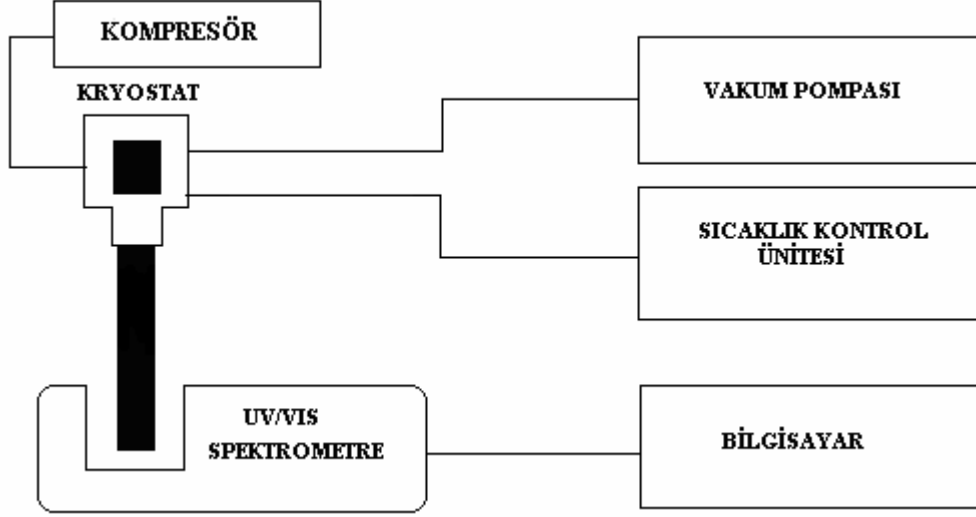 KOMPRESÖR
KRYOSTAT
VAKUM POMPASI
SICAKLIK KONTROL
ÜNİTESİ
UV/VIS
SPEKTROMETRE
BİLGİSAYAR